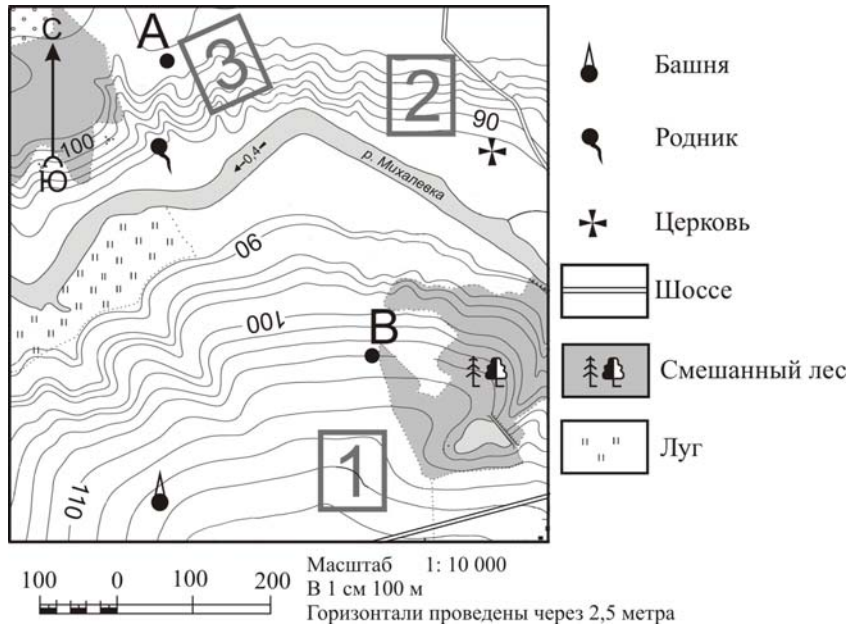 С
А
3
2
100
Ю
90
0,4
р. Михалевка
90
100
В
1
110
Башня
Родник
Церковь
Шоссе
Смешанный лес
Луг
100 0 100 200
Масштаб 1: 10 000
В 1 см 100 м
Горизонтали проведены через 2,5 метра